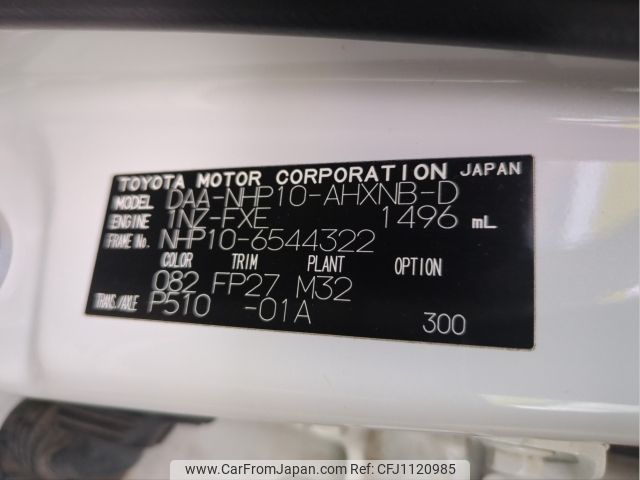 TOYOTA MOTOR CORPORATION JAPAN
MODEL DAA-NHP10-AHXNB-D
ENGINE 1NZ-FXE 1496 mL
FRAME No. NHP10-6544322
COLOR TRIM PLANT OPTION
082 FP27 M32
TRANS./AXLE P510 -01A
300
www.CarFromJapan.com | RefNo. CFJ1120985